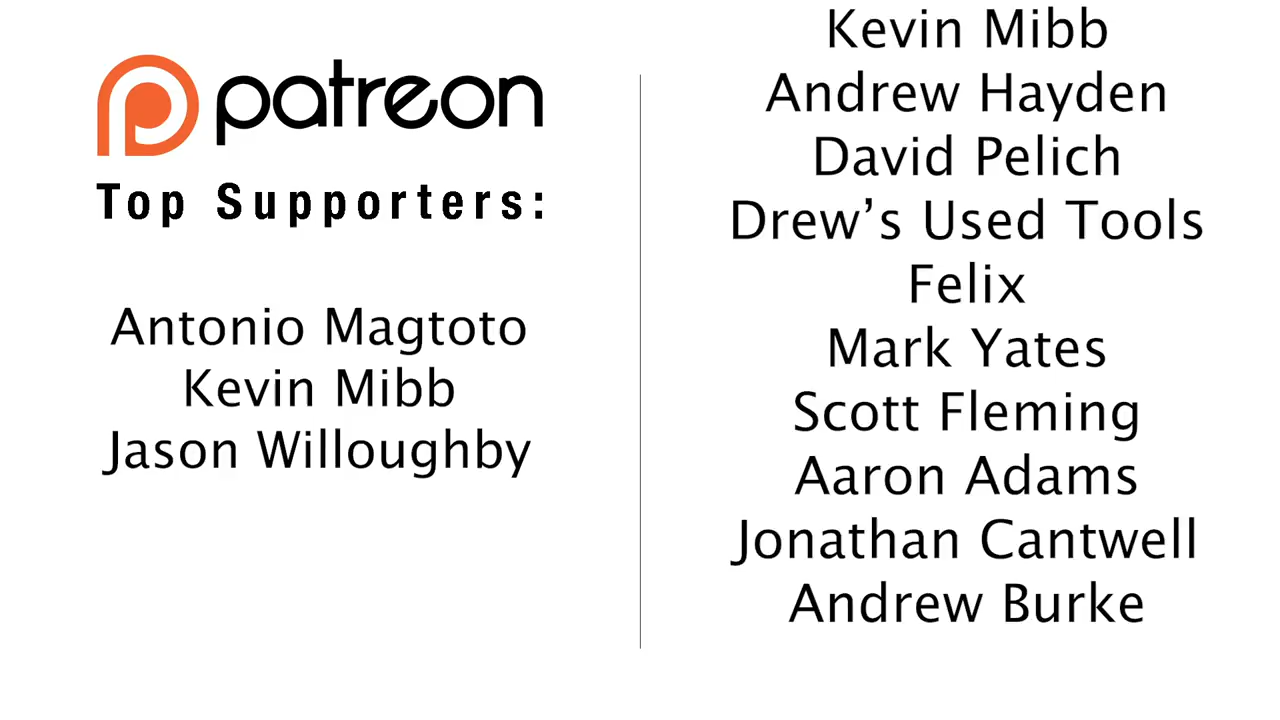 patreon
Top Supporters:
Antonio Magtoto
Kevin Mibb
Jason Willoughby
Kevin Mibb
Andrew Hayden
David Pelich
Drew’s Used Tools
Felix
Mark Yates
Scott Fleming
Aaron Adams
Jonathan Cantwell
Andrew Burke